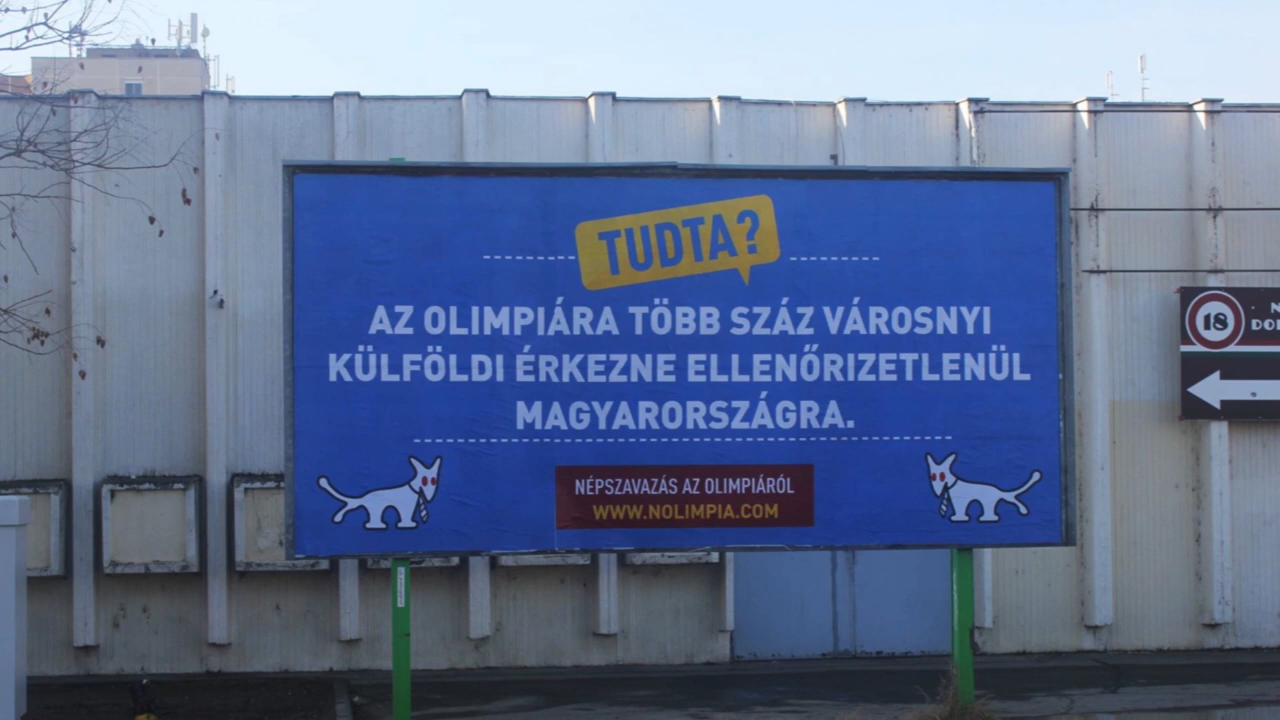 TUDTA?
AZ OLIMPIÁRA TÖBB SZÁZ VÁROSNYI
KÜLFÖLDI ÉRKEZNE ELLENŐRIZETLENÜL
MAGYARORSZÁGRA.
NÉPSZAVAZÁS AZ OLIMPIÁRÓL
WWW.NOLIMPIA.COM
18